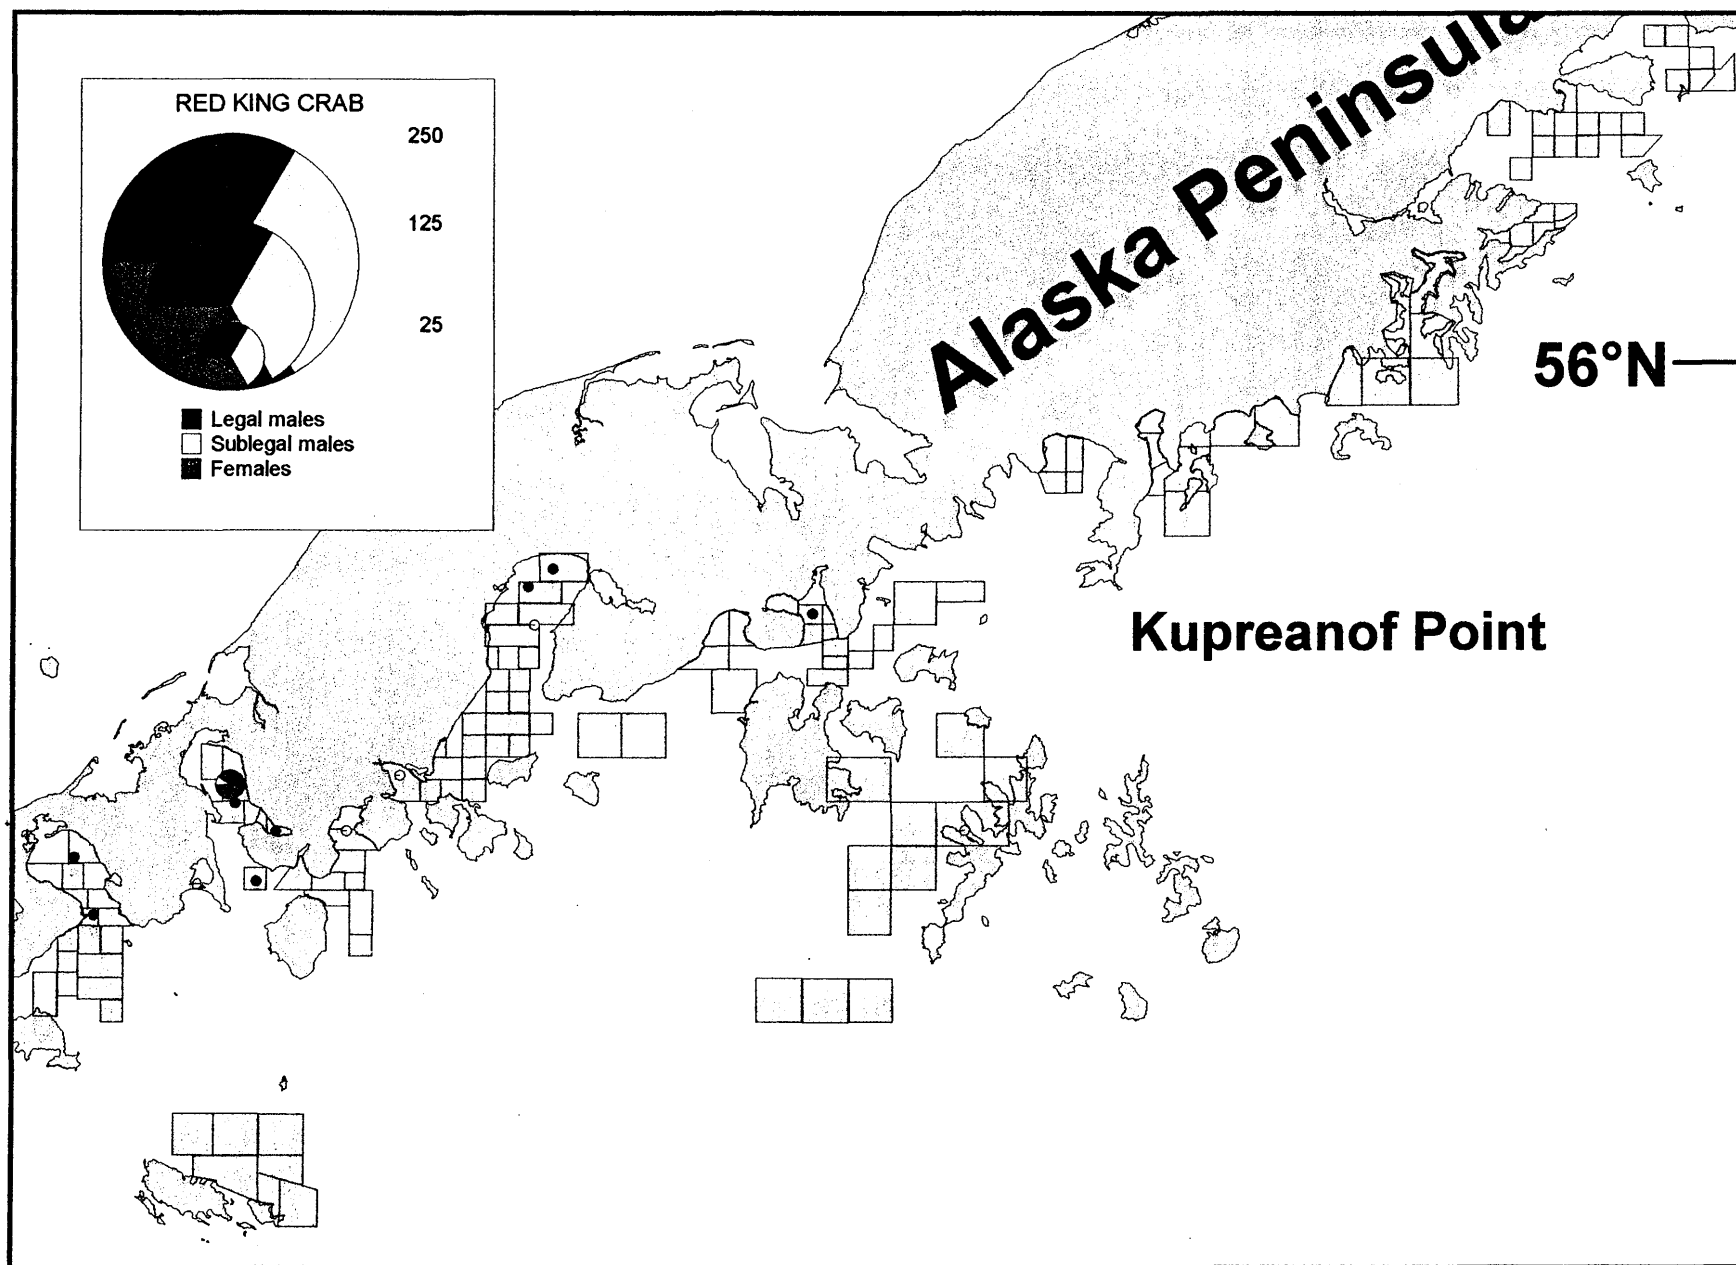 RED KING CRAB
250
125
25
Legal males
Sublegal males
Females
Alaska Peninsula
56°N
Kupreanof Point